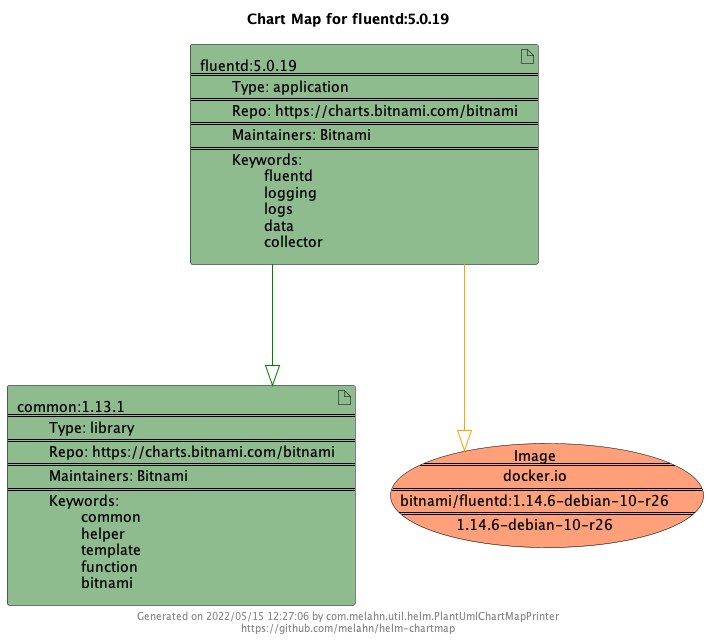 Chart Map for fluentd:5.0.19
fluentd:5.0.19
Type: application
Repo: https://charts.bitnami.com/bitnami
Maintainers: Bitnami
Keywords:
fluentd
logging
logs
data
collector
common:1.13.1
Type: library
Repo: https://charts.bitnami.com/bitnami
Maintainers: Bitnami
Keywords:
common
helper
template
function
bitnami
Image
docker.io
bitnami/fluentd:1.14.6-debian-10-r26
1.14.6-debian-10-r26
Generated on 2022/05/15 12:27:06 by com.melahn.util.helm.PlantUmlChartMapPrinter
https://github.com/melahn/helm-chartmap